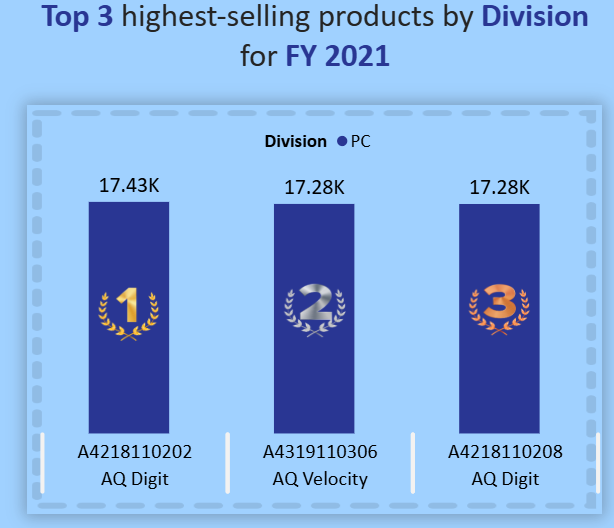 Top 3 highest-selling products by Division
for FY 2021
Division PC
17.43K 17.28K 17.28K
1 2 3
A4218110202 A4319110306 A4218110208
AQ Digit AQ Velocity AQ Digit